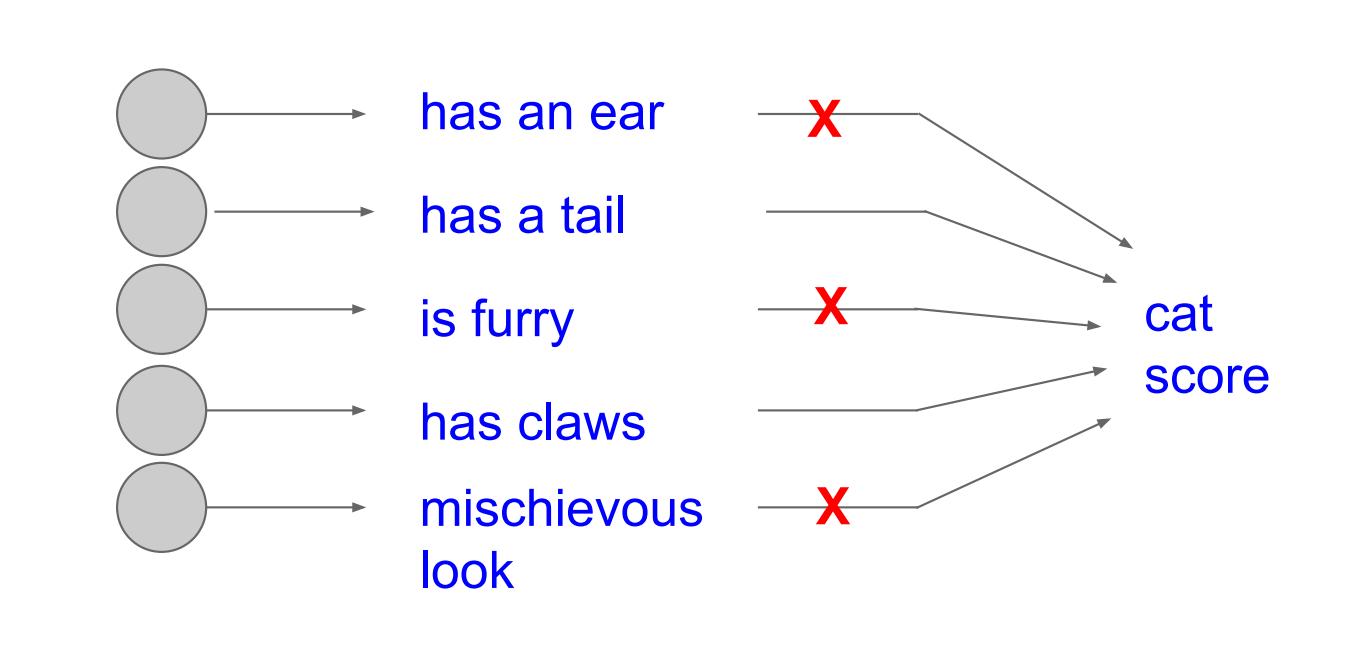 has an ear
X
has a tail
is furry
X
cat
score
has claws
mischievous
look
X